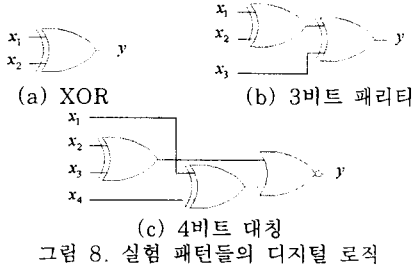 x₁
x₂
y
(a) XOR
x₁
x₂
x₃
y
(b) 3비트 패리티
x₁
x₂
x₃
x₄
y
(c) 4비트 대칭
그림 8. 실험 패턴들의 디지털 로직